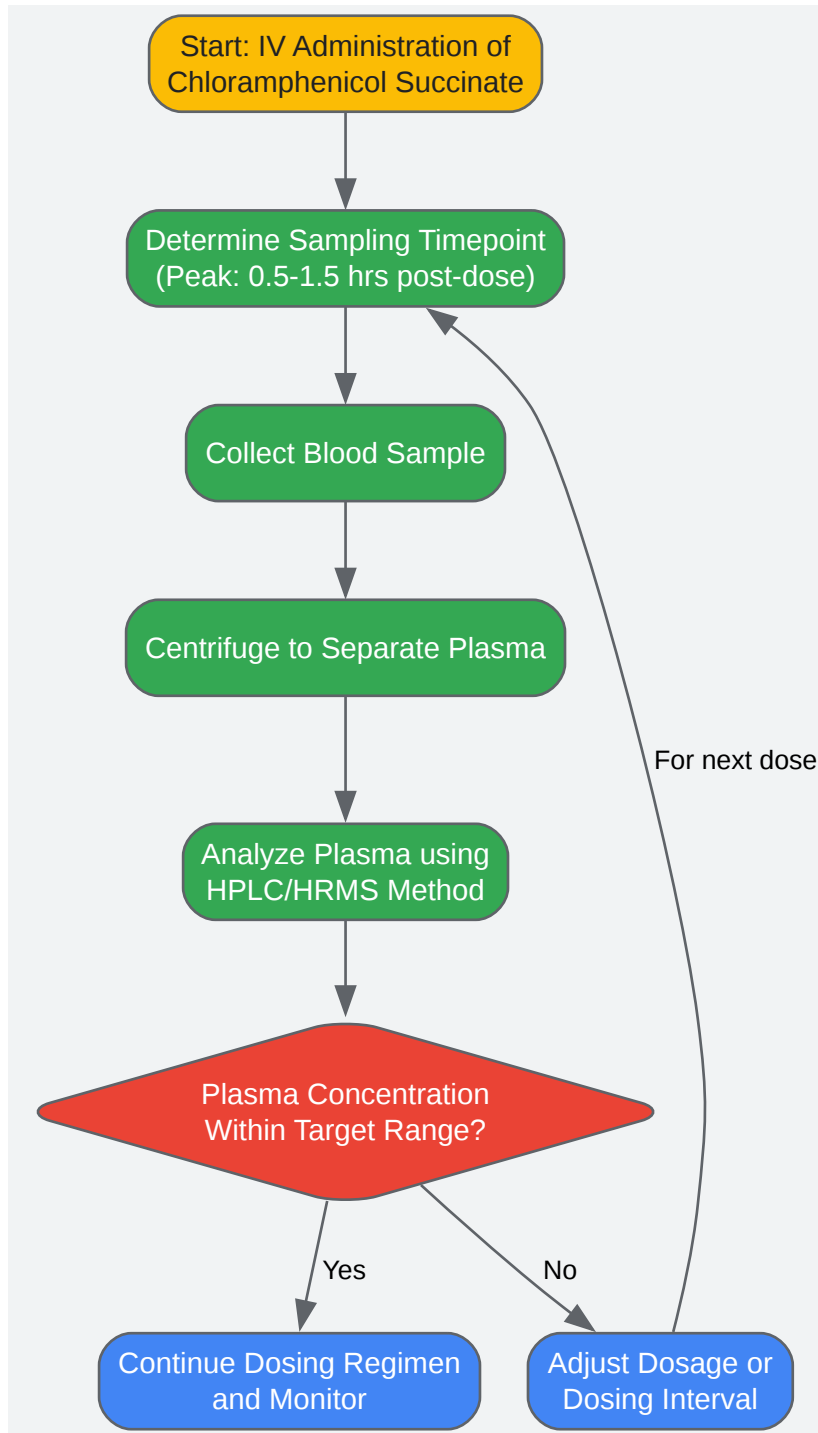 Start: IV Administration of
Chloramphenicol Succinate
Determine Sampling Timepoint
(Peak: 0.5-1.5 hrs post-dose)
Collect Blood Sample
Centrifuge to Separate Plasma
For next dose
Analyze Plasma using
HPLC/HRMS Method
Plasma Concentration
Within Target Range?
Yes
No
Continue Dosing Regimen
and Monitor
Adjust Dosage or
Dosing Interval